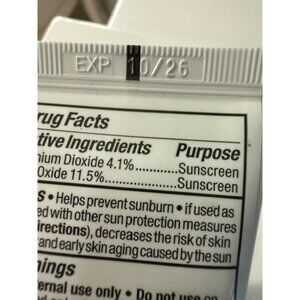 EXP 10/26
rug Facts
tive Ingredients Purpose
nium Dioxide 4.1%..............Sunscreen
Oxide 11.5%....................Sunscreen
s • Helps prevent sunburn • if used as
ed with other sun protection measures
irections), decreases the risk of skin
and early skin aging caused by the sun
nings
ernal use only • Do not use on